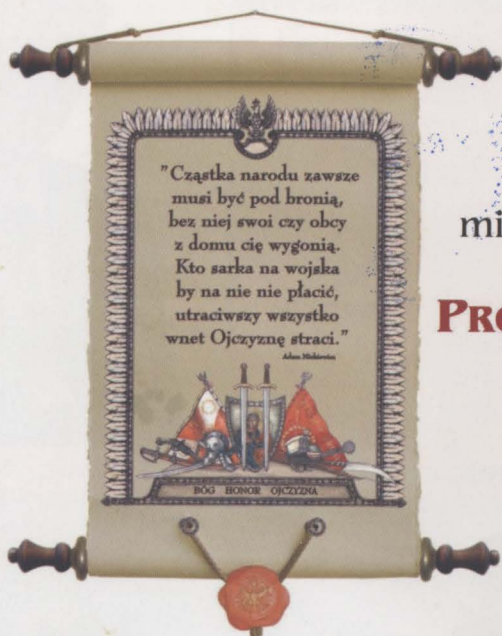 "Cząstka narodu zawsze
musi być pod bronią,
bez niej swoi czy obcy
z domu cię wygonią.
Kto sarka na wojska
by na nie nie płacić,
utraciwszy wszystko
wnet Ojczyznę straci."
Adam Mickiewicz
BÓG HONOR OJCZYZNA
mi
PRO